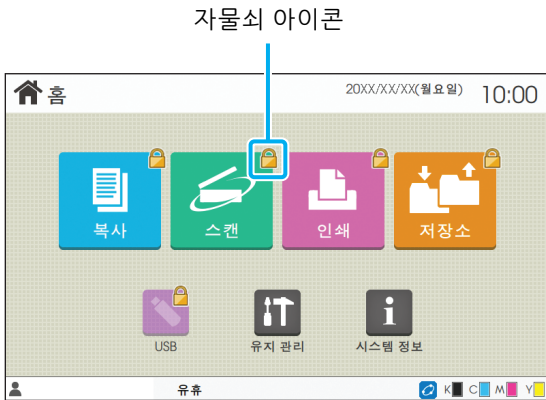 자물쇠 아이콘
홈
20XX/XX/XX(월요일) 10:00
복사 스캔 인쇄 저장소
USB 유지 관리 시스템 정보
유휴 K C M Y